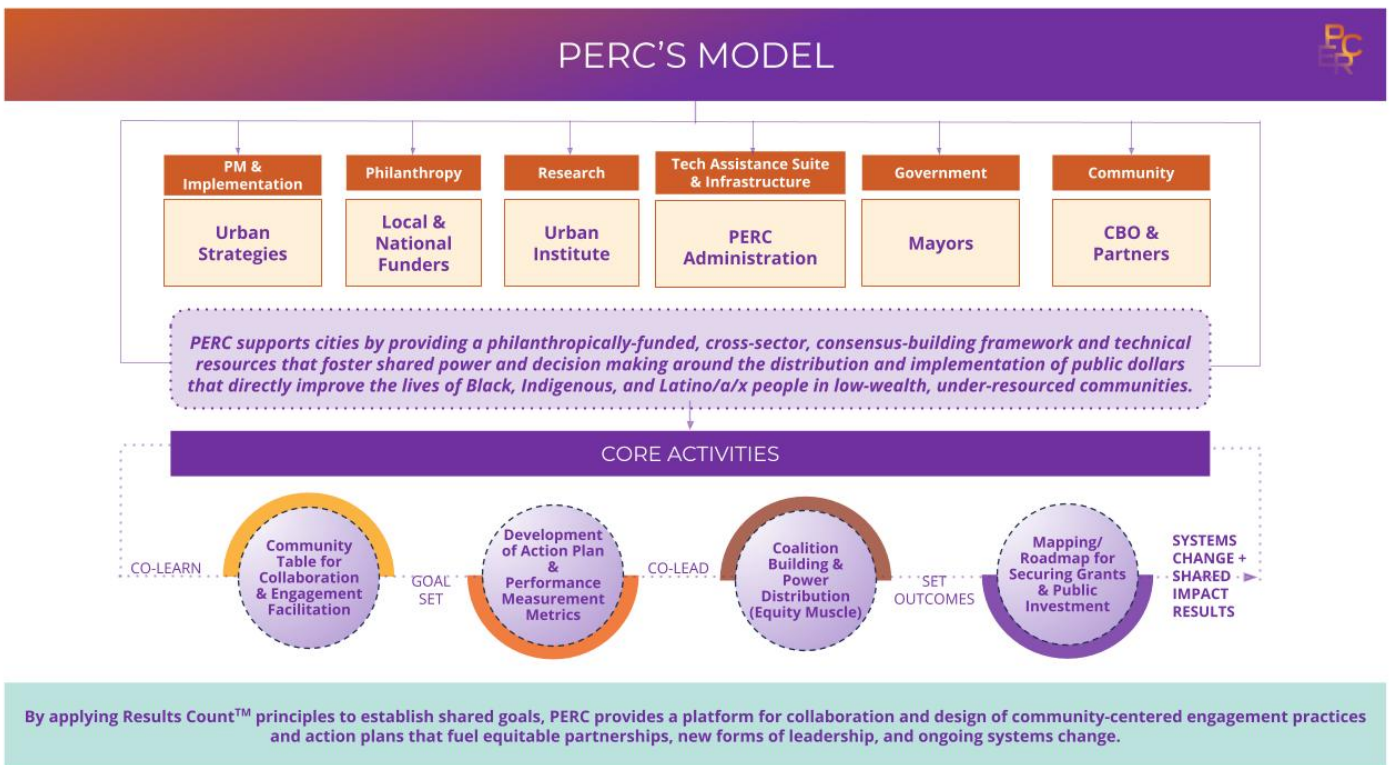 PERC'S MODEL
PCER
PM &
Implementation
Philanthropy
Research
Tech Assistance Suite
& Infrastructure
Government
Community
Urban
Strategies
Local &
National
Funders
Urban
Institute
PERC
Administration
Mayors
CBO &
Partners
PERC supports cities by providing a philanthropically-funded, cross-sector, consensus-building framework and technical
resources that foster shared power and decision making around the distribution and implementation of public dollars
that directly improve the lives of Black, Indigenous, and Latino/a/x people in low-wealth, under-resourced communities.
CORE ACTIVITIES
CO-LEARN
Community
Table for
Collaboration
& Engagement
Facilitation
GOAL
SET
Development
of Action Plan
&
Performance
Measurement
Metrics
CO-LEAD
Coalition
Building &
Power
Distribution
(Equity Muscle)
SET
OUTCOMES
Mapping/
Roadmap for
Securing Grants
& Public
Investment
SYSTEMS
CHANGE +
SHARED
IMPACT
RESULTS
By applying Results Count™ principles to establish shared goals, PERC provides a platform for collaboration and design of community-centered engagement practices
and action plans that fuel equitable partnerships, new forms of leadership, and ongoing systems change.